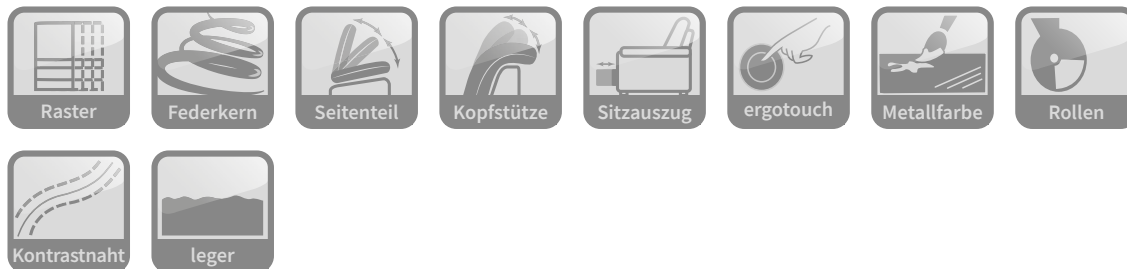 Raster
Federkern
Seitenteil
Kopfstütze
Sitzauszug
ergotouch
Metallfarbe
Rollen
Kontrastnaht
leger